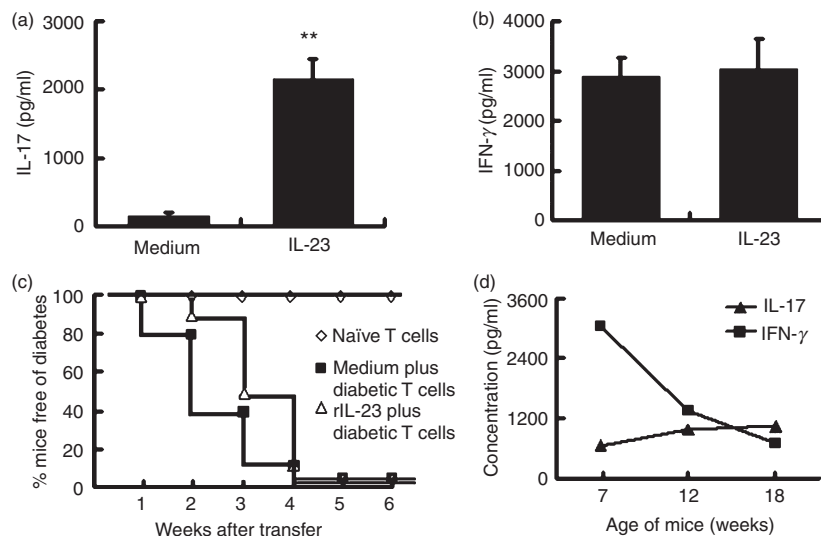 (a)
3000
2000
1000
0
IL-17
(pg/ml)
**
Medium
IL-23
(b)
4000
3000
2000
1000
0
IFN-γ (pg/ml)
Medium
IL-23
(c)
100
80
60
40
20
0
% mice free of diabetes
Naïve T cells
Medium plus
diabetic T cells
rIL-23 plus
diabetic T cells
1 2 3 4 5 6
Weeks after transfer
(d)
3600
2400
1200
0
Concentration (pg/ml)
IL-17
IFN-γ
7 12 18
Age of mice (weeks)